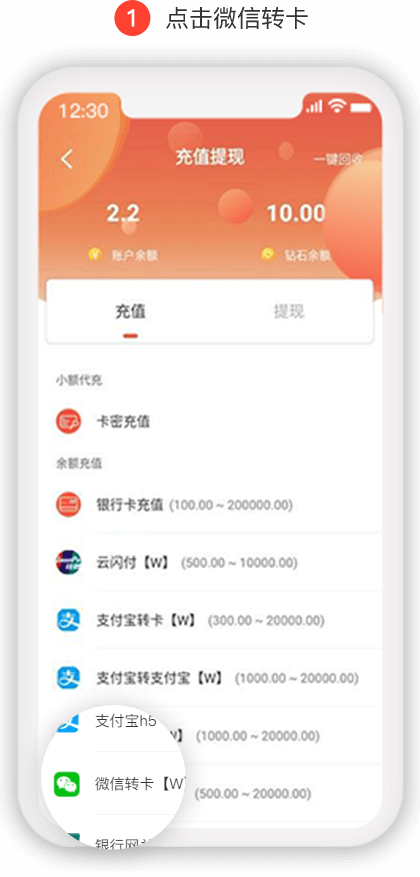 1 点击微信转卡
12:30
充值提现
一键回收
2.2 10.00
账户余额 钻石余额
充值 提现
小额代充
卡密充值
余额充值
银行卡充值 (100.00 ~ 200000.00)
云闪付【W】 (500.00 ~ 10000.00)
支付宝转卡【W】 (300.00 ~ 20000.00)
支付宝转支付宝【W】 (1000.00 ~ 20000.00)
支付宝h5
W】 (1000.00 ~ 20000.00)
微信转卡【W】 (500.00 ~ 20000.00)
银行网关